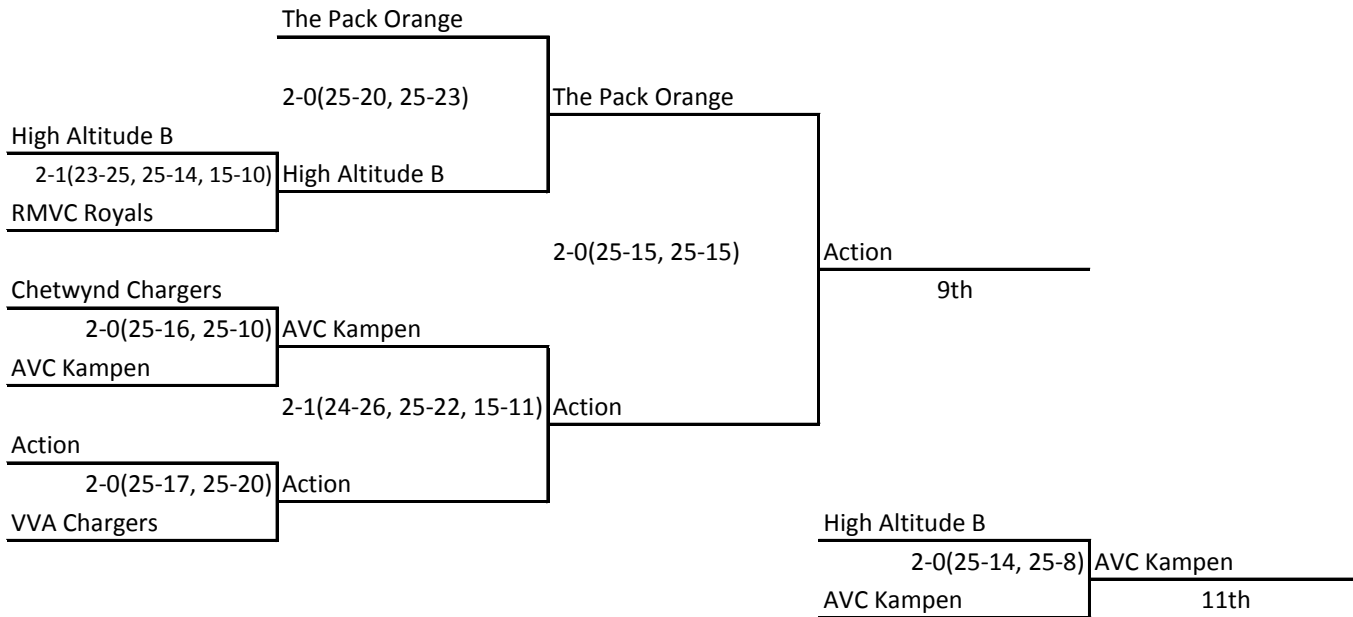 The Pack Orange
2-0(25-20, 25-23)
The Pack Orange
High Altitude B
2-1(23-25, 25-14, 15-10)
High Altitude B
RMVC Royals
2-0(25-15, 25-15)
Action
Chetwynd Chargers
9th
2-0(25-16, 25-10)
AVC Kampen
AVC Kampen
2-1(24-26, 25-22, 15-11)
Action
Action
2-0(25-17, 25-20)
Action
VVA Chargers
High Altitude B
2-0(25-14, 25-8)
AVC Kampen
AVC Kampen
11th